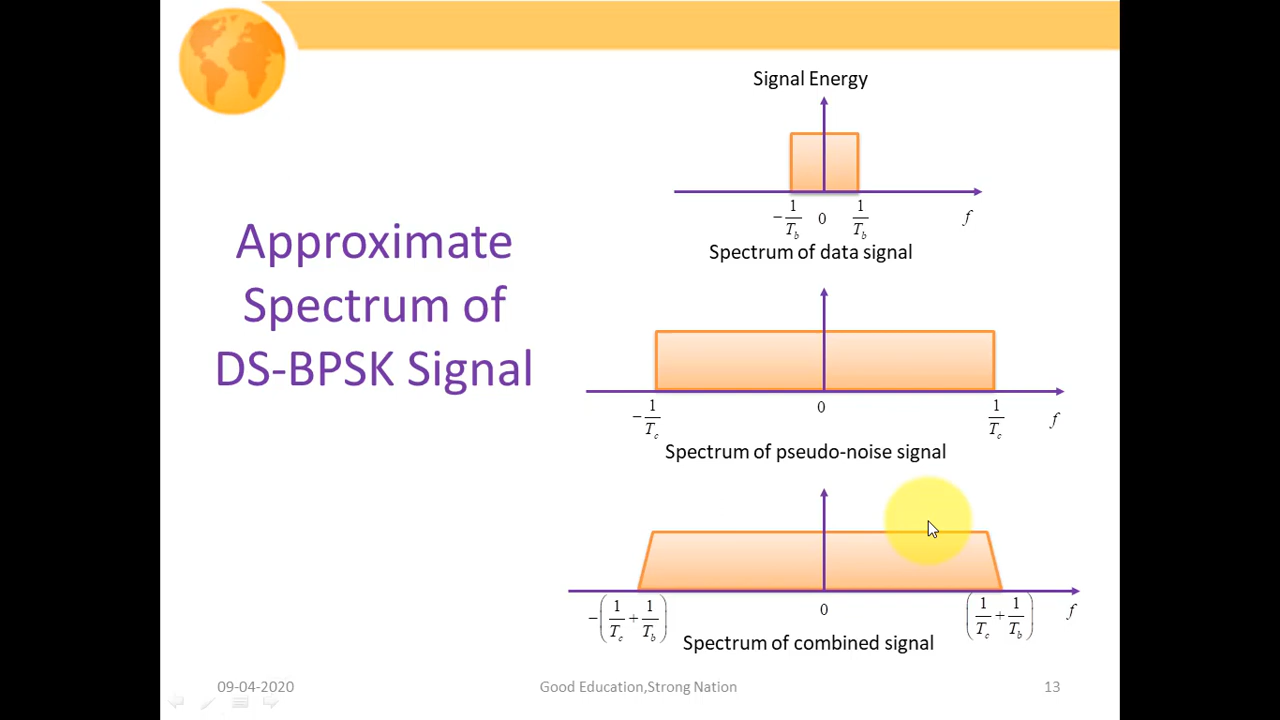 Approximate
Spectrum of
DS-BPSK Signal
Signal Energy
−1/T_b 0 1/T_b f
Spectrum of data signal
−1/T_c 0 1/T_c f
Spectrum of pseudo-noise signal
−(1/T_c + 1/T_b) 0 (1/T_c + 1/T_b) f
Spectrum of combined signal
09-04-2020 Good Education,Strong Nation 13